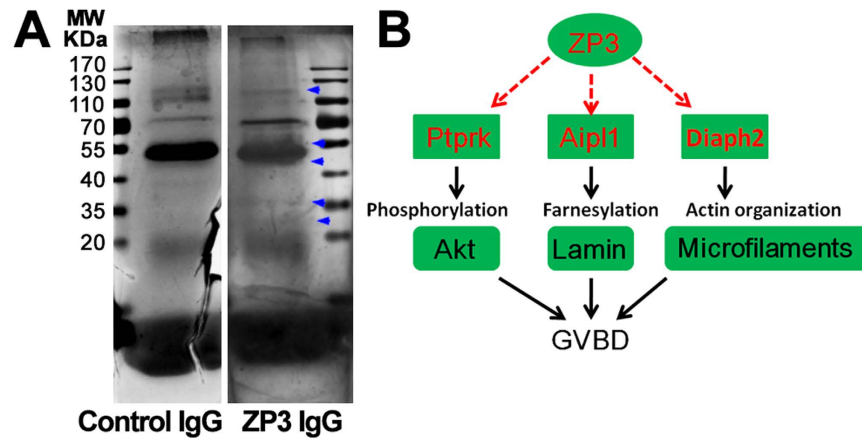 A
MW
KDa
170
130
110
70
55
40
35
20
Control IgG
ZP3 IgG
B
ZP3
Ptprk
Aipl1
Diaph2
Phosphorylation
Farnesylation
Actin organization
Akt
Lamin
Microfilaments
GVBD